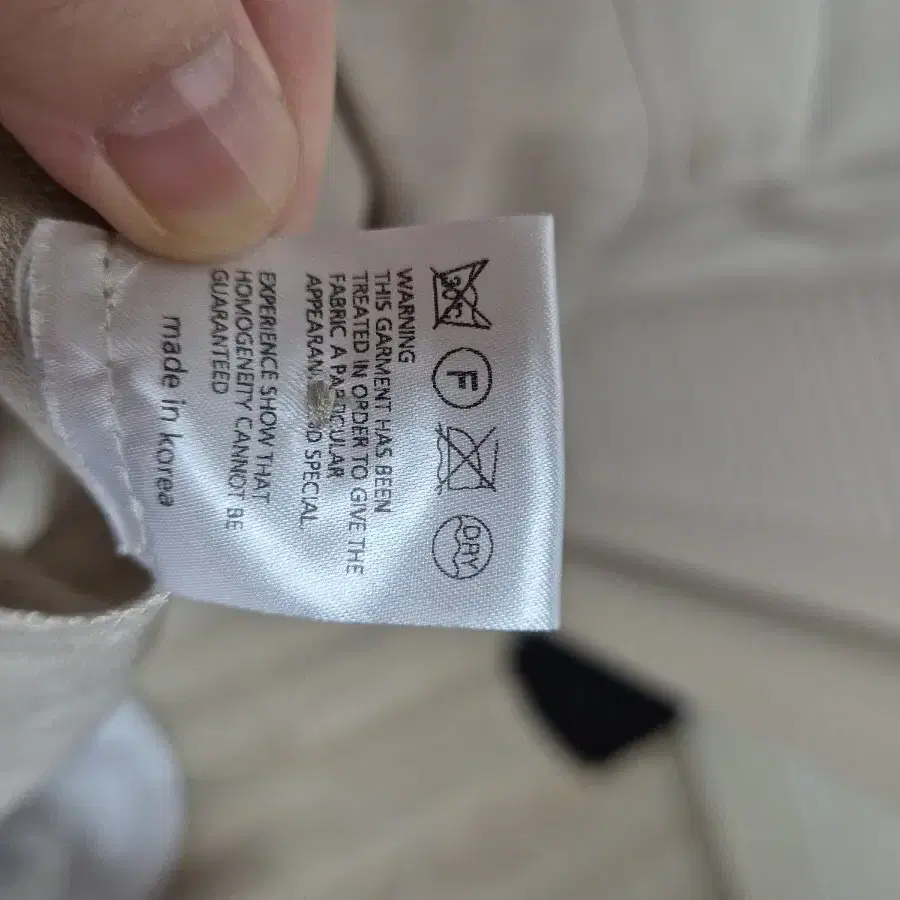 30℃ F DRY
WARNING
THIS GARMENT HAS BEEN
TREATED IN ORDER TO GIVE THE
FABRIC A PARTICULAR
SPECIAL
EXPERIENCE SHOW THAT
HOMOGENEITY CANNOT BE
GUARANTEED
made in korea